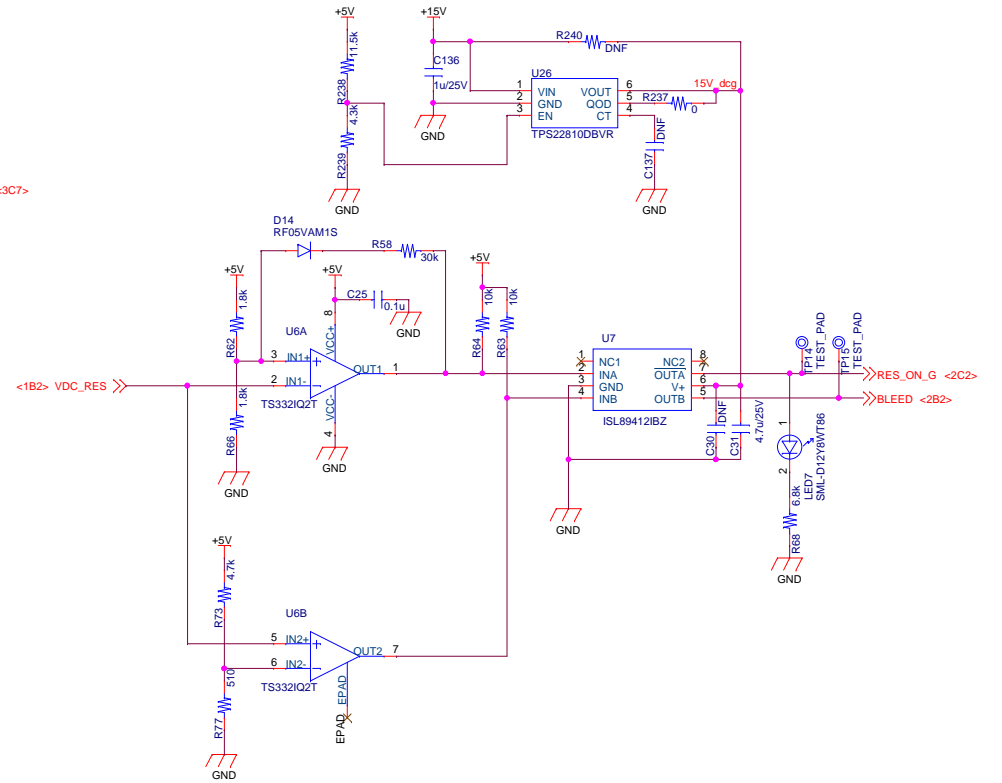 +5V
+15V
11.5k
R238
4.3k
R239
GND
C136
1u/25V
GND
R240
DNF
U26
1 VIN
2 GND
3 EN
VOUT 6
QOD 5
CT 4
TPS22810DBVR
R237
0
15V_dcg
DNF
C137
GND
<3C7>
D14
RF05VAM1S
R58
30k
+5V
1.8k
R62
1.8k
R66
GND
+5V
C25
0.1u
GND
U6A
8
VCC+
3 IN1+
2 IN1-
OUT1 1
VCC-
4
TS332IQ2T
GND
<1B2> VDC_RES
+5V
10k
10k
R64
R63
U7
1 NC1
2 INA
3 GND
4 INB
NC2 8
OUTA 7
V+ 6
OUTB 5
ISL89412IBZ
GND
DNF
C30
C31
4.7u/25V
TP14
TEST_PAD
TP15
TEST_PAD
RES_ON_G <2C2>
BLEED <2B2>
1
2
LED7
SML-D12Y8WT86
6.8k
R68
GND
+5V
4.7k
R73
510
R77
GND
U6B
5 IN2+
6 IN2-
OUT2 7
TS332IQ2T
EPAD
EPAD